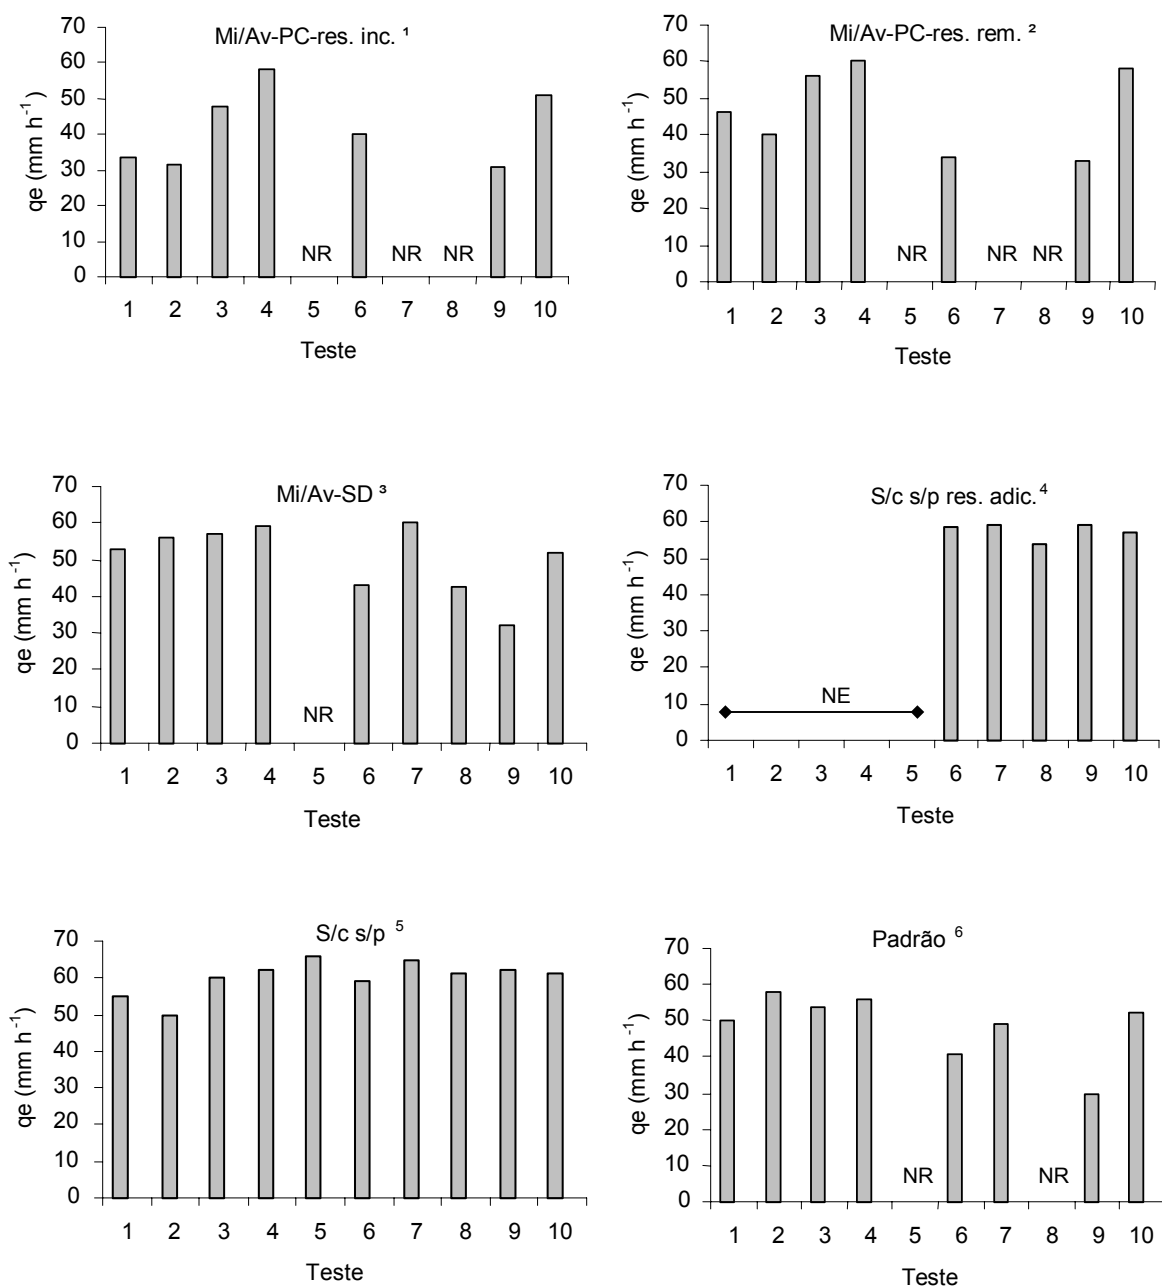 Mi/Av-PC-res. inc. ¹
qe (mm h⁻¹)
70
60
50
40
30
20
10
0
NR NR NR
1 2 3 4 5 6 7 8 9 10
Teste
Mi/Av-PC-res. rem. ²
qe (mm h⁻¹)
70
60
50
40
30
20
10
0
NR NR NR
1 2 3 4 5 6 7 8 9 10
Teste
Mi/Av-SD ³
qe (mm h⁻¹)
70
60
50
40
30
20
10
0
NR
1 2 3 4 5 6 7 8 9 10
Teste
S/c s/p res. adic.⁴
qe (mm h⁻¹)
70
60
50
40
30
20
10
0
NE
1 2 3 4 5 6 7 8 9 10
Teste
S/c s/p ⁵
qe (mm h⁻¹)
70
60
50
40
30
20
10
0
1 2 3 4 5 6 7 8 9 10
Teste
Padrão ⁶
qe (mm h⁻¹)
70
60
50
40
30
20
10
0
NR NR
1 2 3 4 5 6 7 8 9 10
Teste